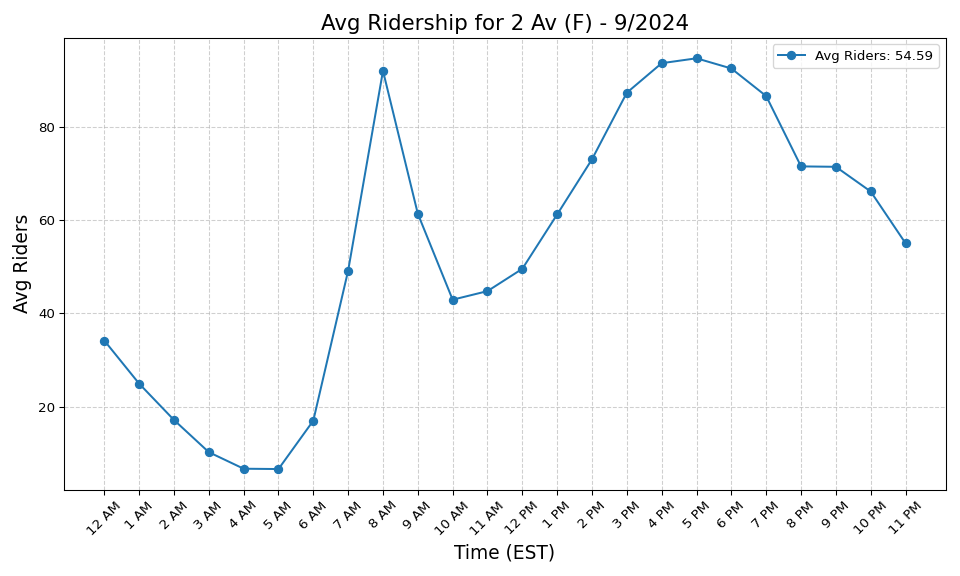 Avg Ridership for 2 Av (F) - 9/2024
Avg Riders: 54.59
Avg Riders
80
60
40
20
12 AM
1 AM
2 AM
3 AM
4 AM
5 AM
6 AM
7 AM
8 AM
9 AM
10 AM
11 AM
12 PM
1 PM
2 PM
3 PM
4 PM
5 PM
6 PM
7 PM
8 PM
9 PM
10 PM
11 PM
Time (EST)